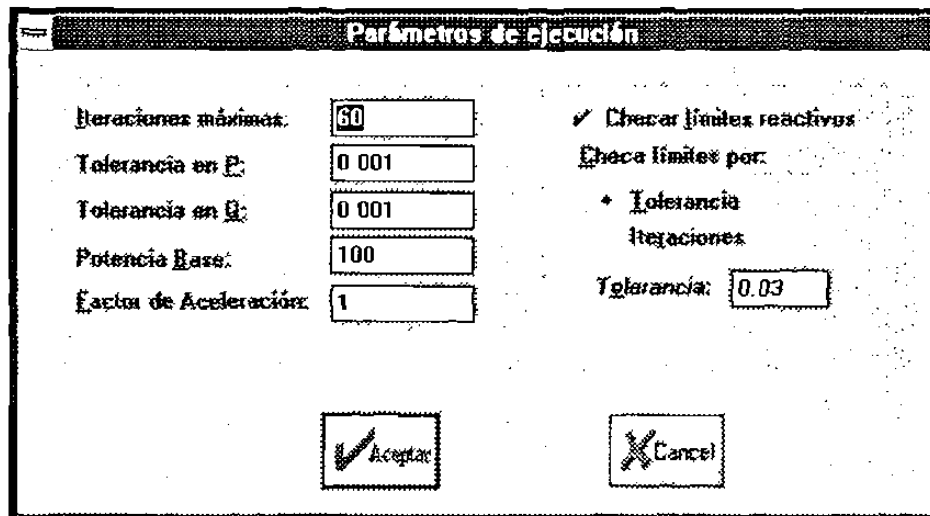 Parámetros de ejecución
Iteraciones máximas:
60
Tolerancia en P:
0 001
Tolerancia en Q:
0 001
Potencia Base:
100
Factor de Aceleración:
1
Checar límites reactivos
Checa límites por:
Tolerancia
Iteraciones
Tolerancia:
0.03
Aceptar
Cancel